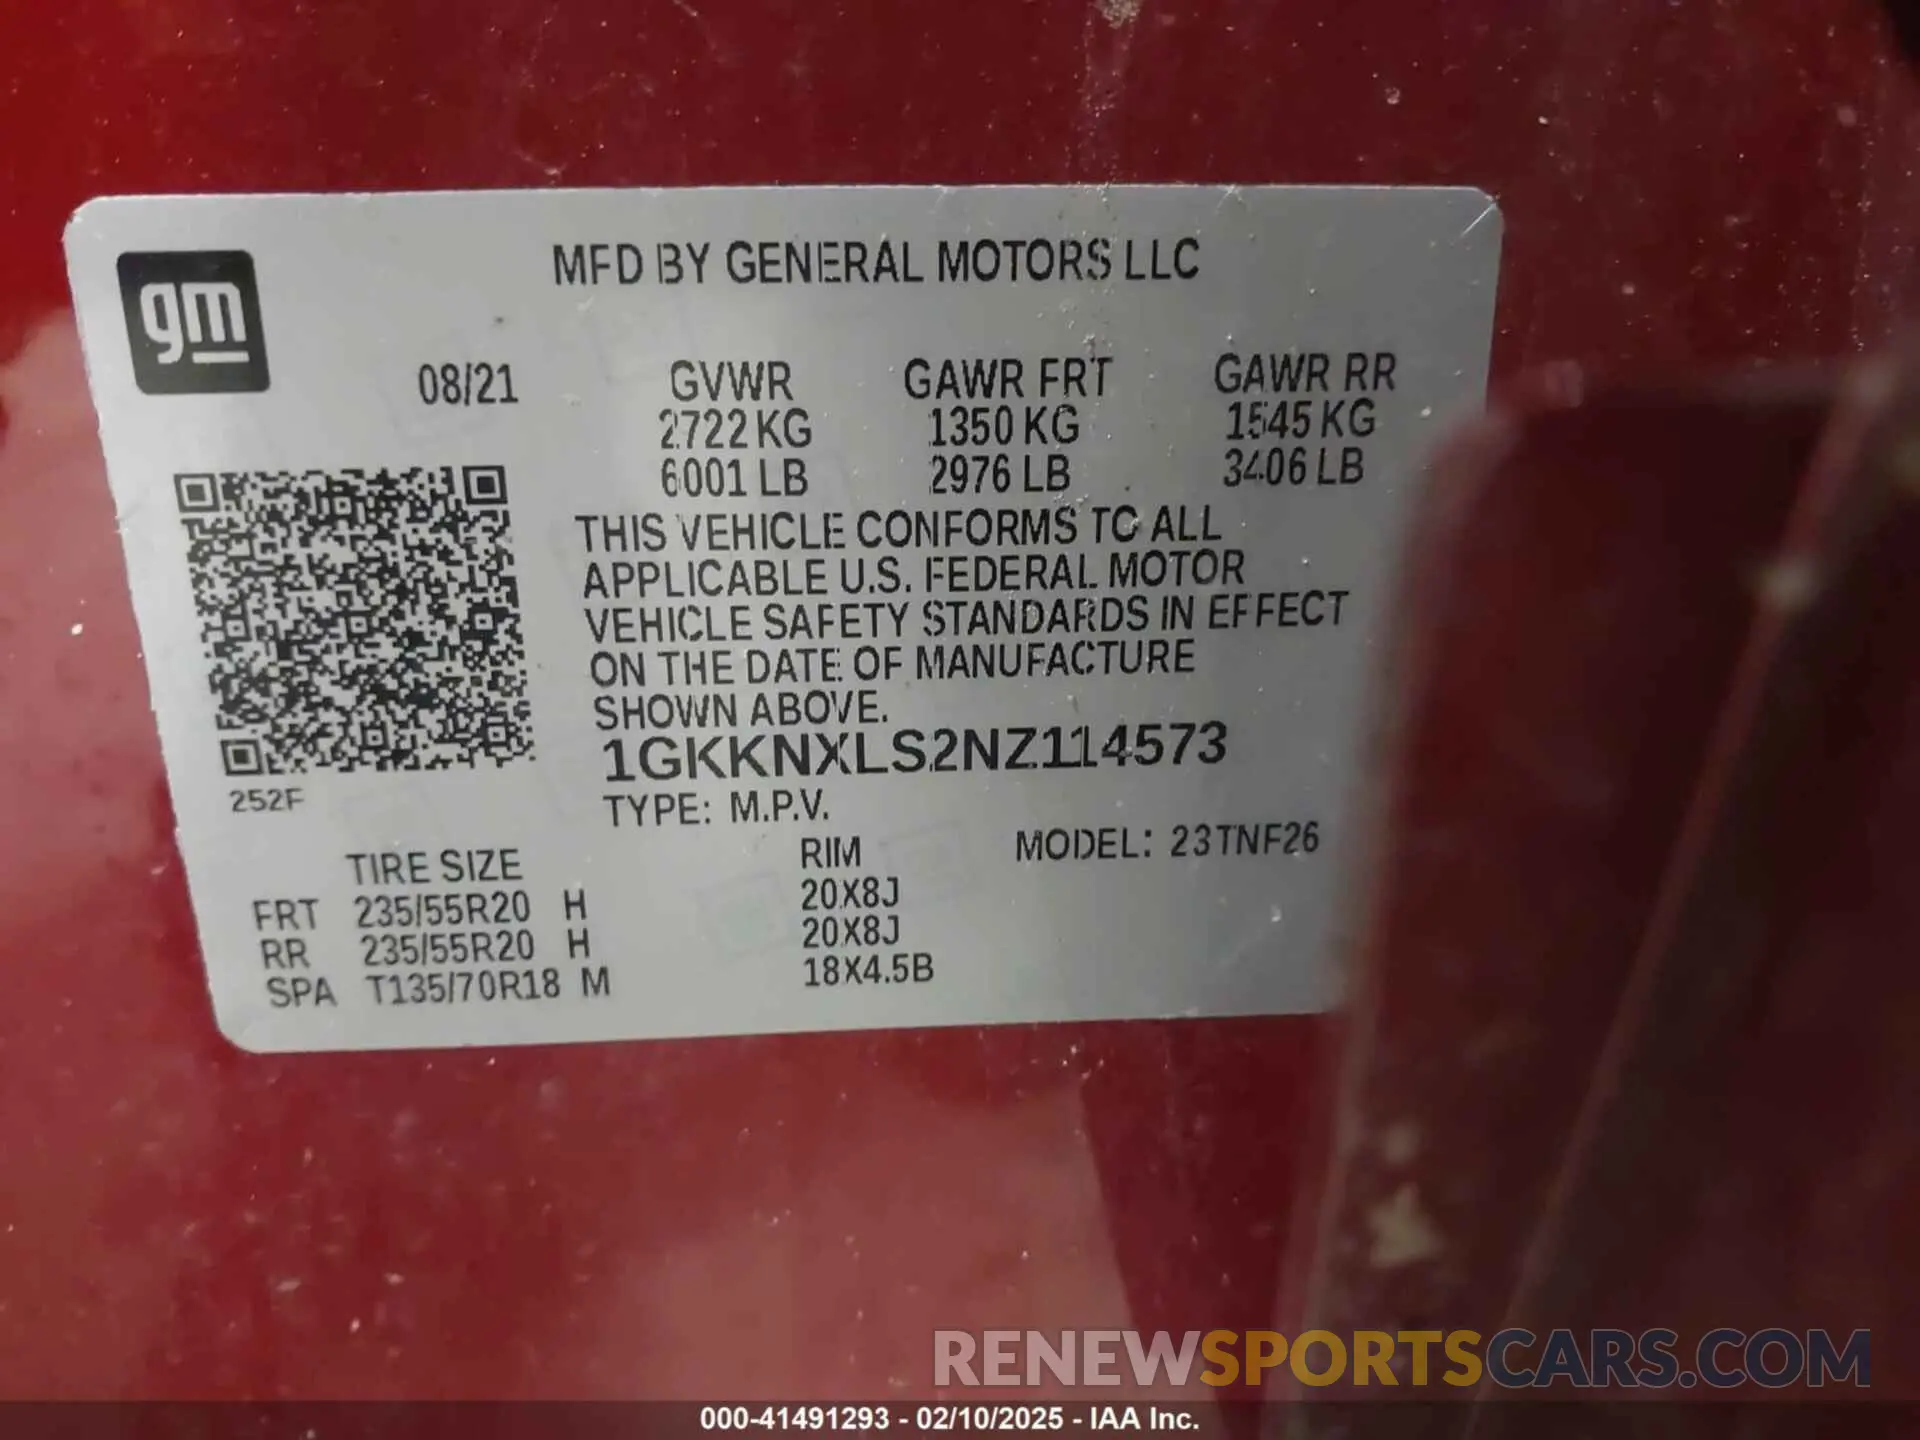 gm
MFD BY GENERAL MOTORS LLC
08/21 GVWR GAWR FRT GAWR RR
2722 KG 1350 KG 1545 KG
6001 LB 2976 LB 3406 LB
THIS VEHICLE CONFORMS TO ALL
APPLICABLE U.S. FEDERAL MOTOR
VEHICLE SAFETY STANDARDS IN EFFECT
ON THE DATE OF MANUFACTURE
SHOWN ABOVE.
1GKKNXLS2NZ114573
252F
TYPE: M.P.V.
TIRE SIZE RIM MODEL: 23TNF26
FRT 235/55R20 H 20X8J
RR 235/55R20 H 20X8J
SPA T135/70R18 M 18X4.5B
RENEWSPORTSCARS.COM
000-41491293 - 02/10/2025 - IAA Inc.